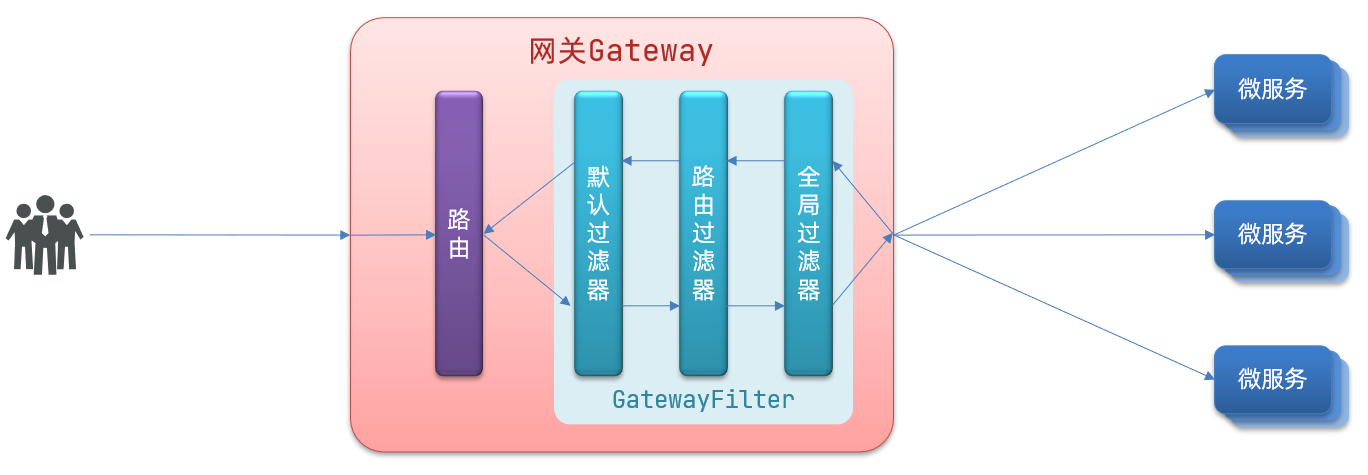 网关Gateway
路由
默认过滤器
路由过滤器
全局过滤器
GatewayFilter
微服务
微服务
微服务